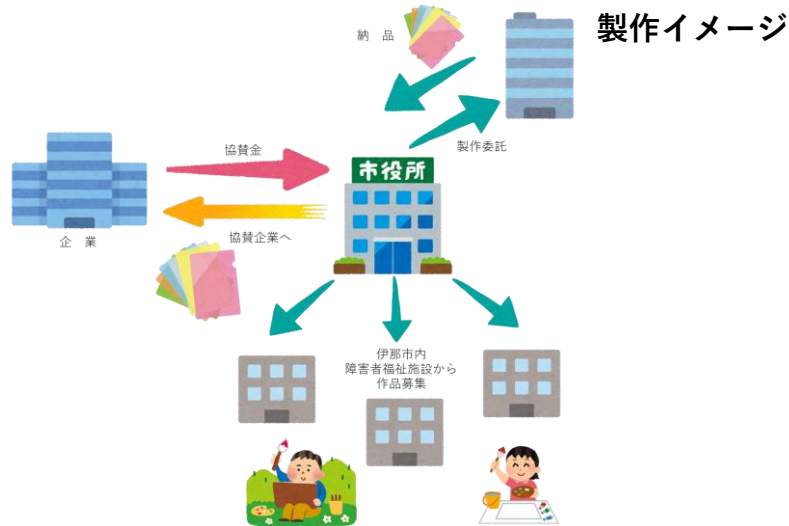 製作イメージ
納　品
製作委託
協賛金
市役所
企　業
協賛企業へ
伊那市内
障害者福祉施設から
作品募集